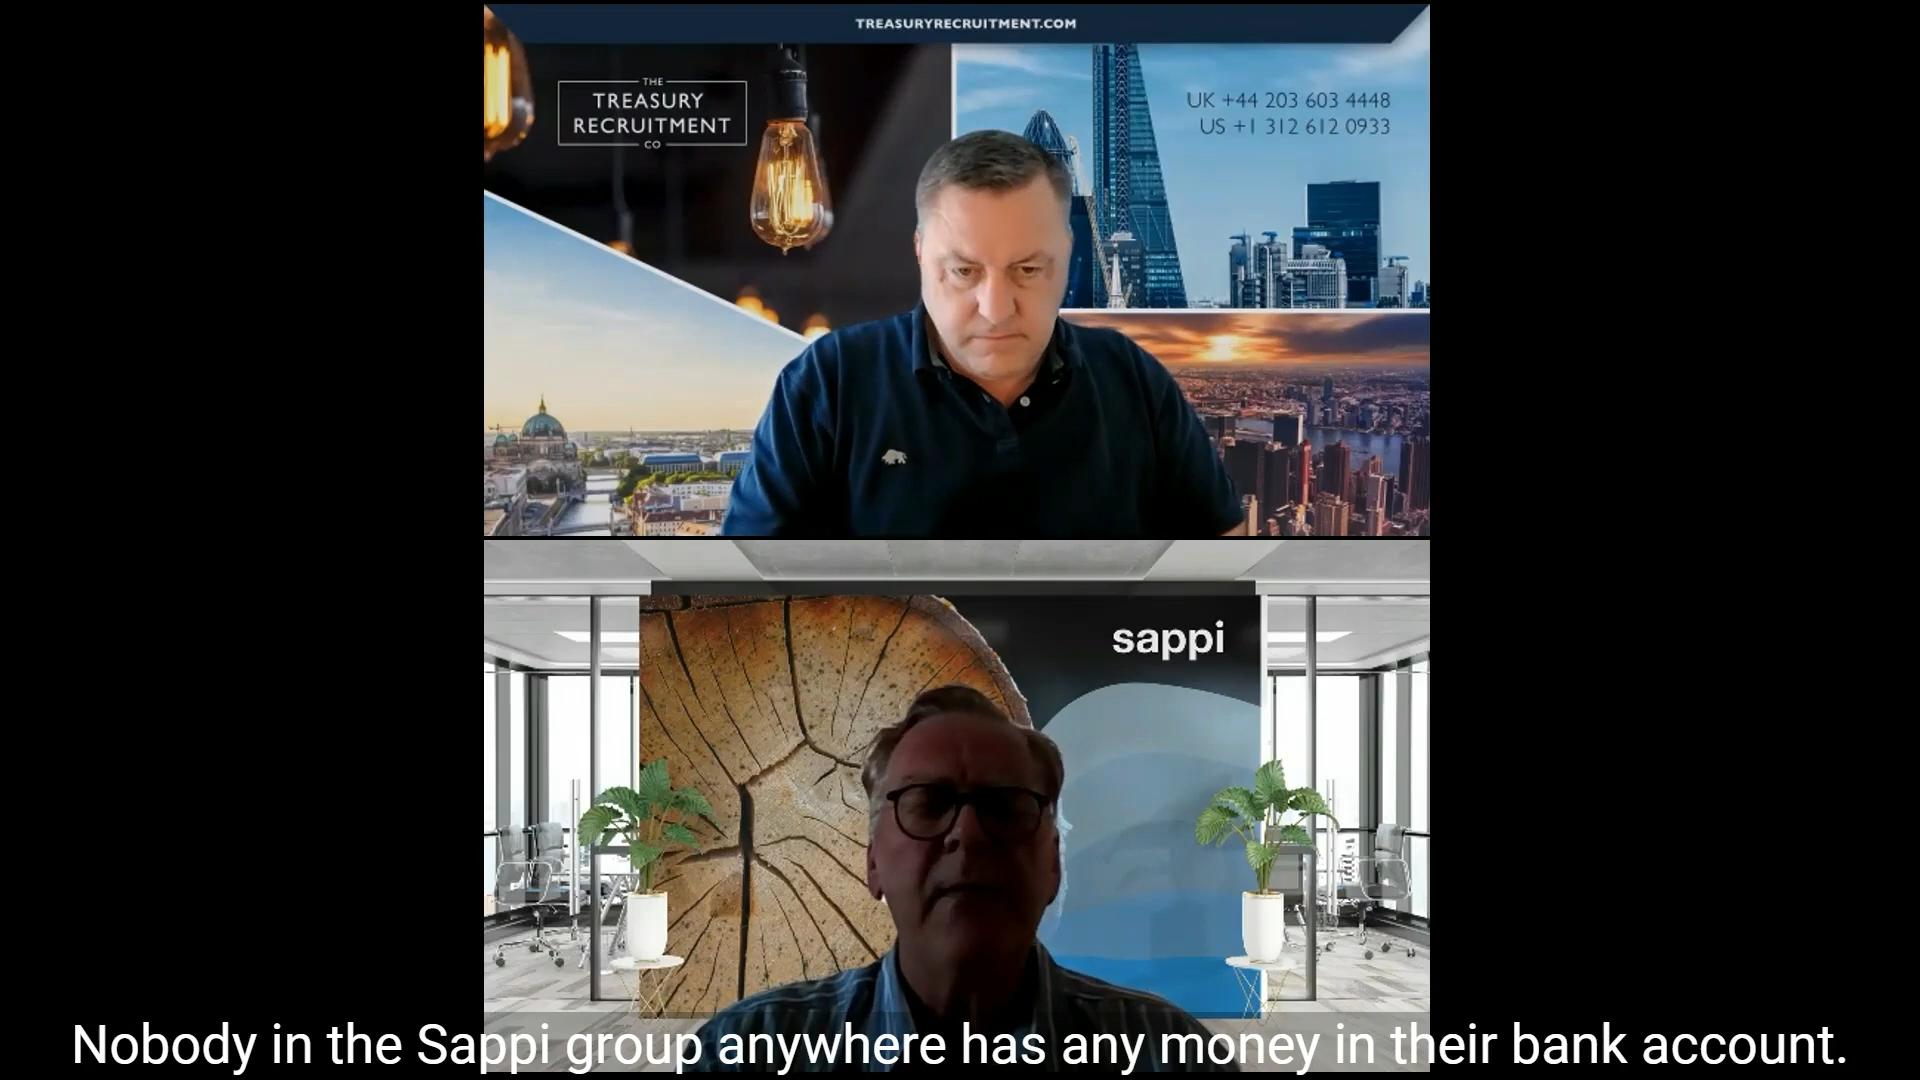 TREASURYRECRUITMENT.COM
THE
TREASURY
RECRUITMENT
CO
UK +44 203 603 4448
US +1 312 612 0933
sappi
Nobody in the Sappi group anywhere has any money in their bank account.